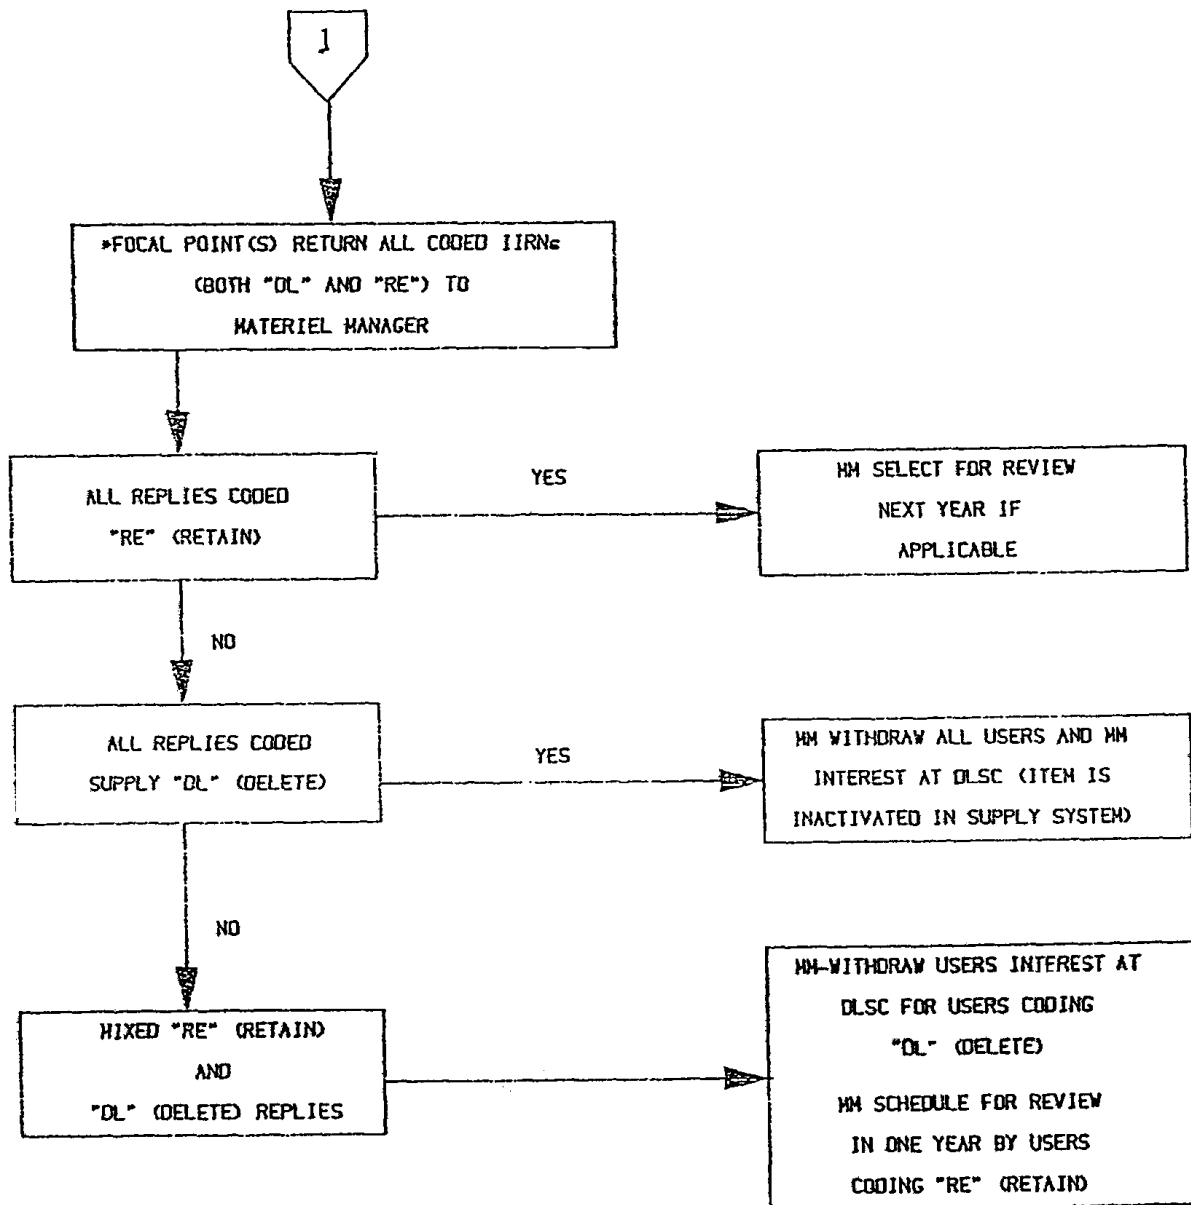 1
*FOCAL POINT(S) RETURN ALL CODED IIRNs
(BOTH "DL" AND "RE") TO
MATERIEL MANAGER
ALL REPLIES CODED
"RE" (RETAIN)
YES
MM SELECT FOR REVIEW
NEXT YEAR IF
APPLICABLE
NO
ALL REPLIES CODED
SUPPLY "DL" (DELETE)
YES
MM WITHDRAW ALL USERS AND MM
INTEREST AT DLSC (ITEM IS
INACTIVATED IN SUPPLY SYSTEM)
NO
MIXED "RE" (RETAIN)
AND
"DL" (DELETE) REPLIES
MM-WITHDRAW USERS INTEREST AT
DLSC FOR USERS CODING
"DL" (DELETE)
MM SCHEDULE FOR REVIEW
IN ONE YEAR BY USERS
CODING "RE" (RETAIN)